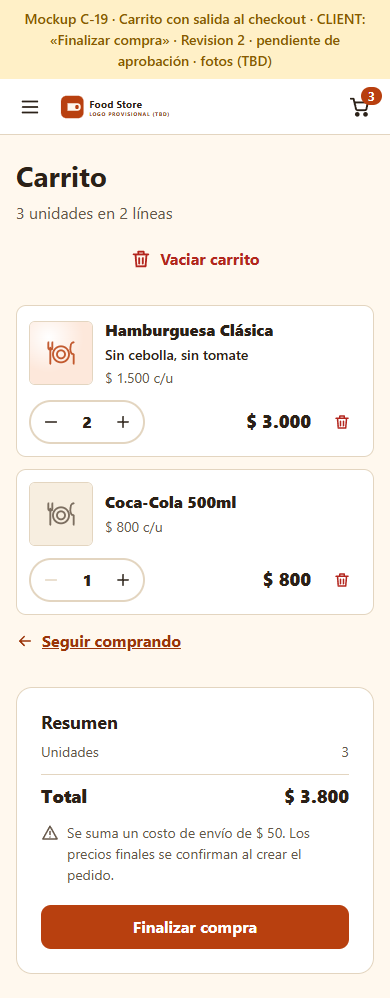 Mockup C-19 · Carrito con salida al checkout · CLIENT:
«Finalizar compra» · Revision 2 · pendiente de
aprobación · fotos (TBD)
Food Store
LOGO PROVISIONAL (TBD)
3
Carrito
3 unidades en 2 líneas
Vaciar carrito
Hamburguesa Clásica
Sin cebolla, sin tomate
$ 1.500 c/u
2
$ 3.000
Coca-Cola 500ml
$ 800 c/u
1
$ 800
Seguir comprando
Resumen
Unidades 3
Total $ 3.800
Se suma un costo de envío de $ 50. Los
precios finales se confirman al crear el
pedido.
Finalizar compra